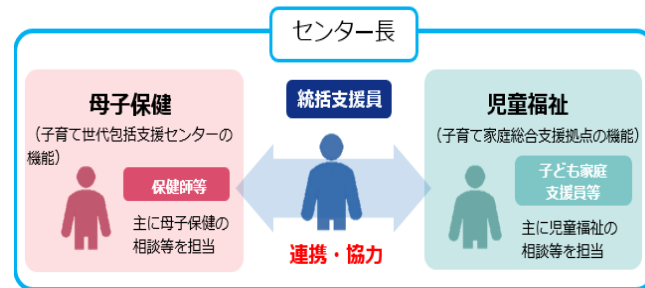 センター長
母子保健
（子育て世代包括支援センターの
機能）
保健師等
主に母子保健の
相談等を担当
統括支援員
連携・協力
児童福祉
（子育て家庭総合支援拠点の機能）
子ども家庭
支援員等
主に児童福祉の
相談等を担当